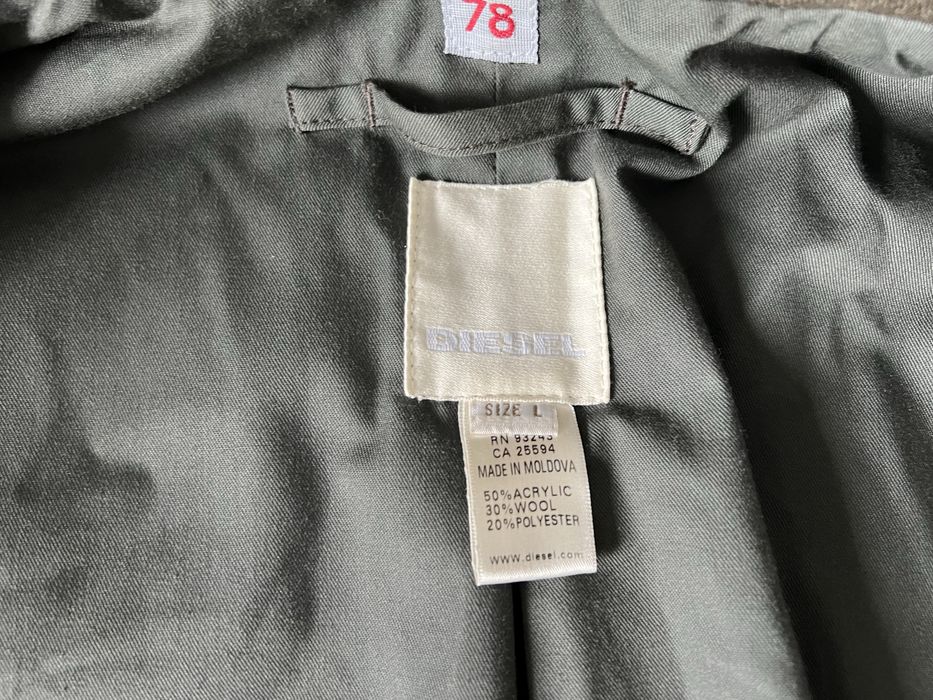 78
DIESEL
SIZE L
RN 93243
CA 25594
MADE IN MOLDOVA
50% ACRYLIC
30% WOOL
20% POLYESTER
www.diesel.com